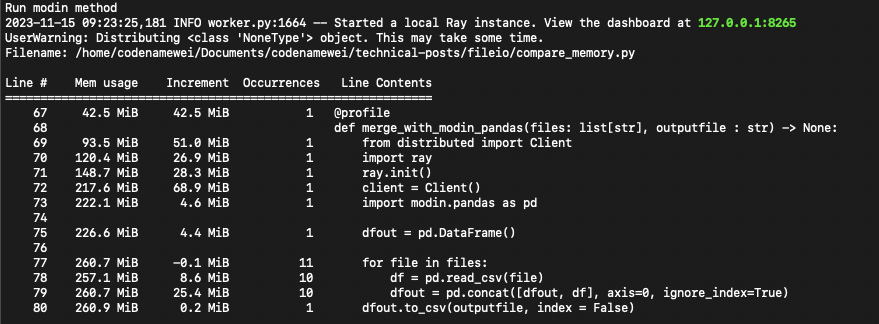 Run modin method
2023-11-15 09:23:25,181 INFO worker.py:1664 -- Started a local Ray instance. View the dashboard at 127.0.0.1:8265
UserWarning: Distributing <class 'NoneType'> object. This may take some time.
Filename: /home/codenamewei/Documents/codenamewei/technical-posts/fileio/compare_memory.py

Line #    Mem usage    Increment  Occurrences   Line Contents
=============================================================
    67     42.5 MiB     42.5 MiB           1   @profile
    68                                         def merge_with_modin_pandas(files: list[str], outputfile : str) -> None:
    69     93.5 MiB     51.0 MiB           1       from distributed import Client
    70    120.4 MiB     26.9 MiB           1       import ray
    71    148.7 MiB     28.3 MiB           1       ray.init()
    72    217.6 MiB     68.9 MiB           1       client = Client()
    73    222.1 MiB      4.6 MiB           1       import modin.pandas as pd
    74
    75    226.6 MiB      4.4 MiB           1       dfout = pd.DataFrame()
    76
    77    260.7 MiB     -0.1 MiB          11       for file in files:
    78    257.1 MiB      8.6 MiB          10           df = pd.read_csv(file)
    79    260.7 MiB     25.4 MiB          10           dfout = pd.concat([dfout, df], axis=0, ignore_index=True)
    80    260.9 MiB      0.2 MiB           1       dfout.to_csv(outputfile, index = False)